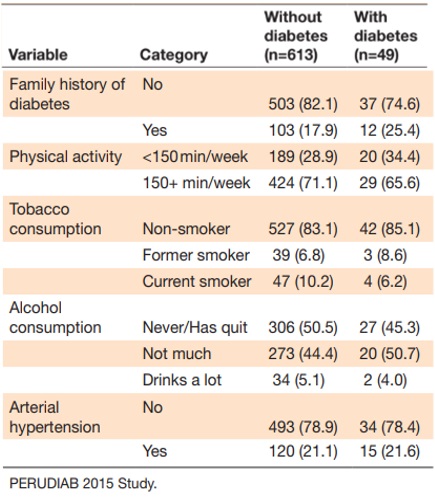 Variable Category Without diabetes (n=613) With diabetes (n=49)
Family history of diabetes No 503 (82.1) 37 (74.6)
Yes 103 (17.9) 12 (25.4)
Physical activity <150 min/week 189 (28.9) 20 (34.4)
150+ min/week 424 (71.1) 29 (65.6)
Tobacco consumption Non-smoker 527 (83.1) 42 (85.1)
Former smoker 39 (6.8) 3 (8.6)
Current smoker 47 (10.2) 4 (6.2)
Alcohol consumption Never/Has quit 306 (50.5) 27 (45.3)
Not much 273 (44.4) 20 (50.7)
Drinks a lot 34 (5.1) 2 (4.0)
Arterial hypertension No 493 (78.9) 34 (78.4)
Yes 120 (21.1) 15 (21.6)
PERUDIAB 2015 Study.